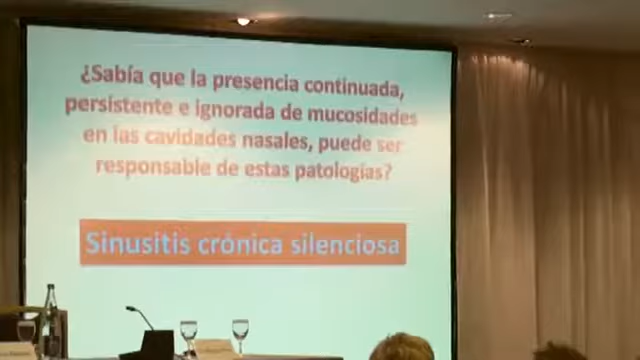 ¿Sabía que la presencia continuada,
persistente e ignorada de mucosidades
en las cavidades nasales, puede ser
responsable de estas patologías?
Sinusitis crónica silenciosa